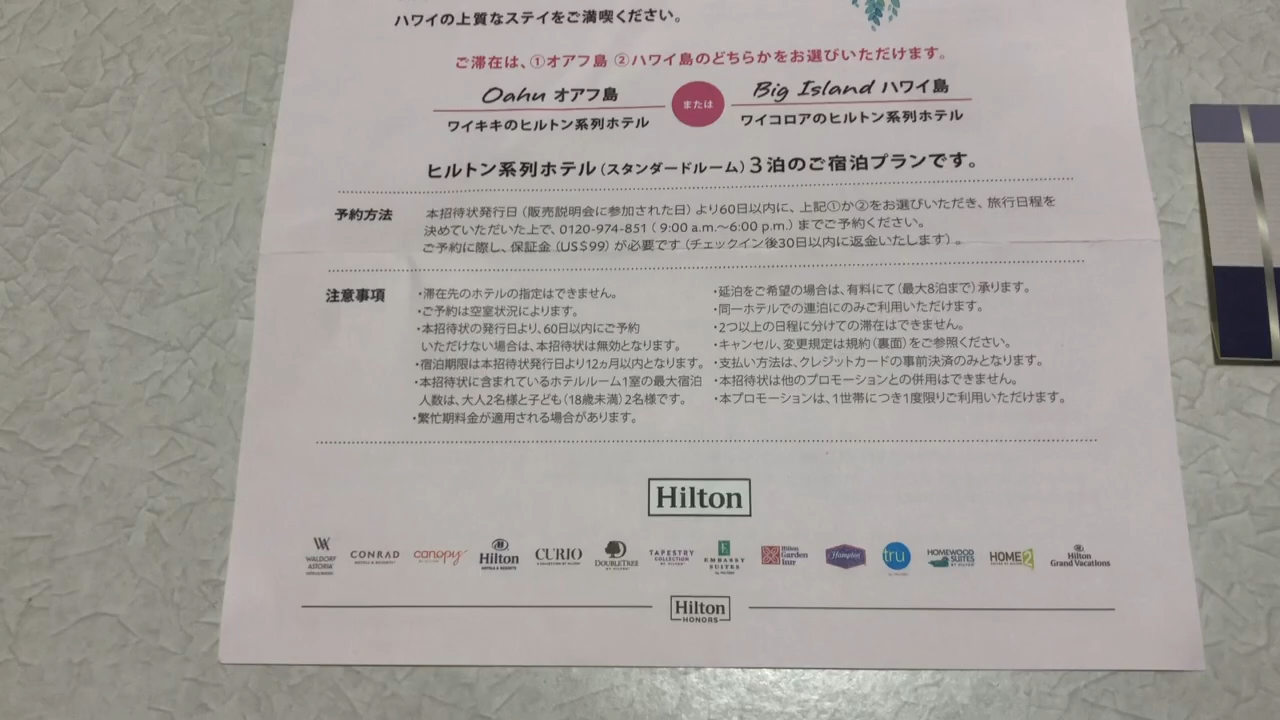 ハワイの上質なステイをご満喫ください。
ご滞在は、①オアフ島 ②ハワイ島のどちらかをお選びいただけます。
Oahu オアフ島
ワイキキのヒルトン系列ホテル
または
Big Island ハワイ島
ワイコロアのヒルトン系列ホテル
ヒルトン系列ホテル（スタンダードルーム）3泊のご宿泊プランです。
予約方法
本招待状発行日（販売説明会に参加された日）より60日以内に、上記①か②をお選びいただき、旅行日程を
決めていただいた上で、0120-974-851（ 9:00 a.m.〜6:00 p.m.）までご予約ください。
ご予約に際し、保証金（US$99）が必要です（チェックイン後30日以内に返金いたします）。
注意事項
・滞在先のホテルの指定はできません。
・ご予約は空室状況によります。
・本招待状の発行日より、60日以内にご予約
いただけない場合は、本招待状は無効となります。
・宿泊期限は本招待状発行日より12ヵ月以内となります。
・本招待状に含まれているホテルルーム1室の最大宿泊
人数は、大人2名様と子ども（18歳未満）2名様です。
・繁忙期料金が適用される場合があります。
・延泊をご希望の場合は、有料にて（最大8泊まで）承ります。
・同一ホテルでの連泊にのみご利用いただけます。
・2つ以上の日程に分けての滞在はできません。
・キャンセル、変更規定は規約（裏面）をご参照ください。
・支払い方法は、クレジットカードの事前決済のみとなります。
・本招待状は他のプロモーションとの併用はできません。
・本プロモーションは、1世帯につき1度限りご利用いただけます。
Hilton
WALDORF
ASTORIA
CONRAD
HOTELS & RESORTS
canopy
BY HILTON
Hilton
HOTELS & RESORTS
CURIO
A COLLECTION BY HILTON
DOUBLETREE
BY HILTON
TAPESTRY
COLLECTION
BY HILTON
EMBASSY
SUITES
by HILTON
Hilton
Garden
Inn
Hampton
tru
by HILTON
HOMEWOOD
SUITES
BY HILTON
HOME2
SUITES BY HILTON
Hilton
Grand Vacations
Hilton
HONORS